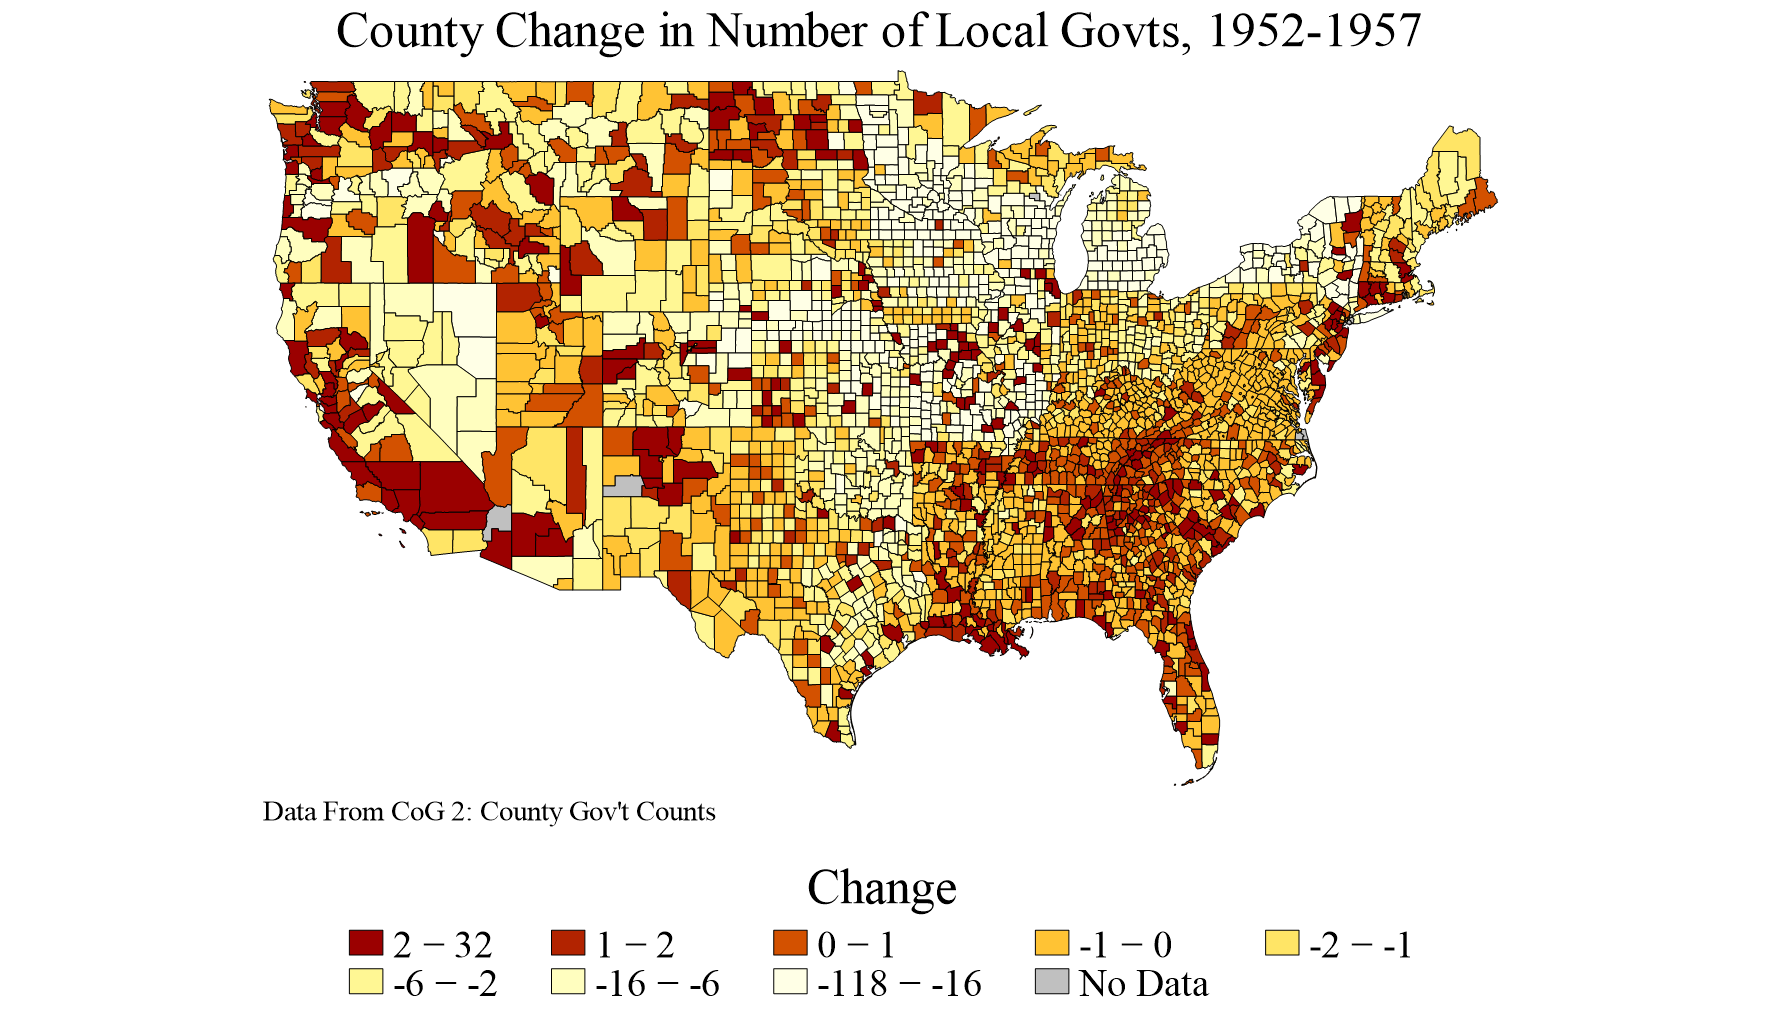 County Change in Number of Local Govts, 1952-1957
Data From CoG 2: County Gov't Counts
Change
2 − 32
1 − 2
0 − 1
-1 − 0
-2 − -1
-6 − -2
-16 − -6
-118 − -16
No Data